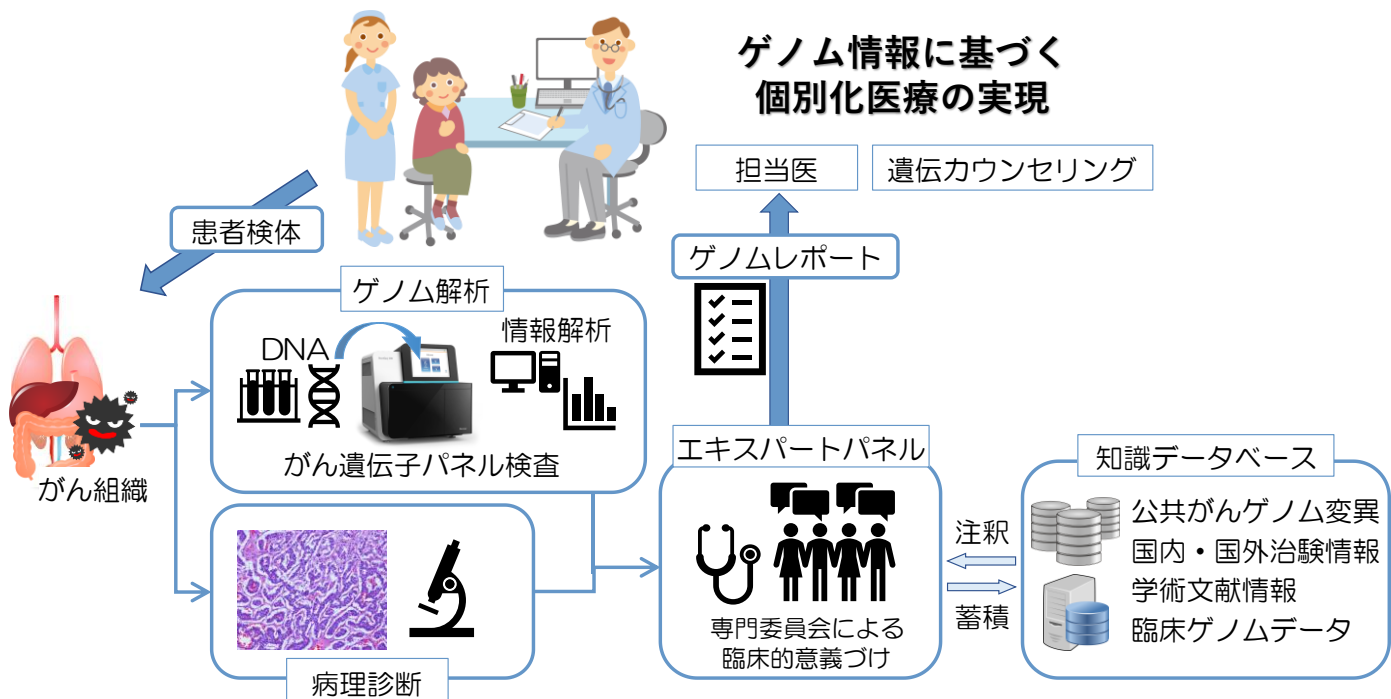 ゲノム情報に基づく
個別化医療の実現
担当医
遺伝カウンセリング
患者検体
ゲノムレポート
ゲノム解析
DNA
情報解析
がん遺伝子パネル検査
がん組織
病理診断
エキスパートパネル
専門委員会による
臨床的意義づけ
注釈
蓄積
知識データベース
公共がんゲノム変異
国内・国外治験情報
学術文献情報
臨床ゲノムデータ